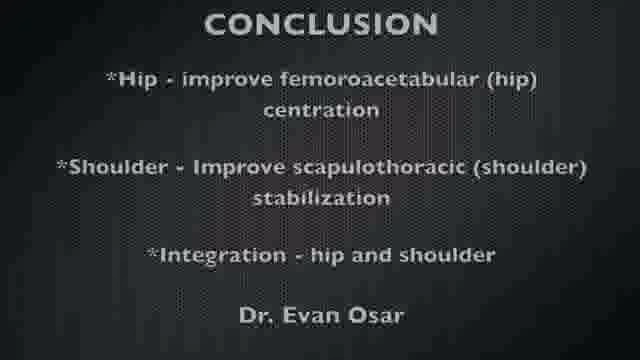 CONCLUSION
*Hip - improve femoroacetabular (hip)
centration
*Shoulder - Improve scapulothoracic (shoulder)
stabilization
*Integration - hip and shoulder
Dr. Evan Osar